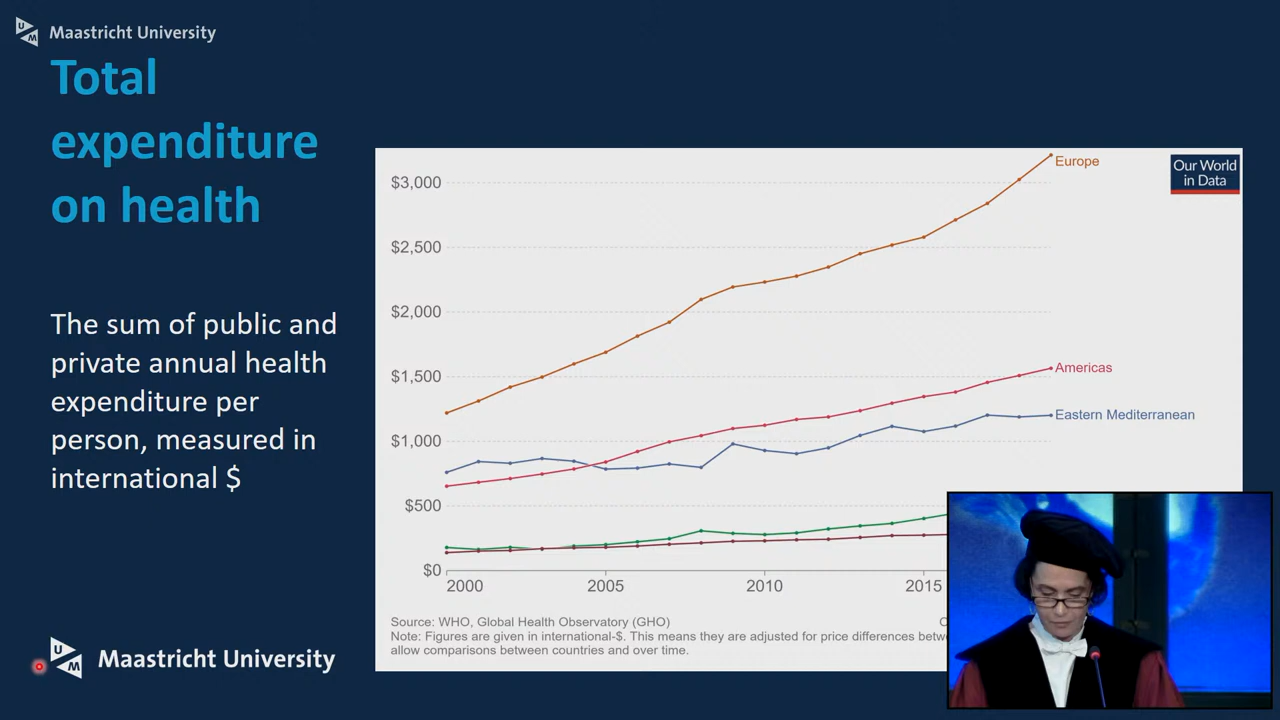 UM Maastricht University
Total
expenditure
on health
The sum of public and
private annual health
expenditure per
person, measured in
international $
UM Maastricht University
$3,000
$2,500
$2,000
$1,500
$1,000
$500
$0
2000 2005 2010 2015
Europe
Americas
Eastern Mediterranean
Our World
in Data
Source: WHO, Global Health Observatory (GHO)
Note: Figures are given in international-$. This means they are adjusted for price differences
allow comparisons between countries and over time.